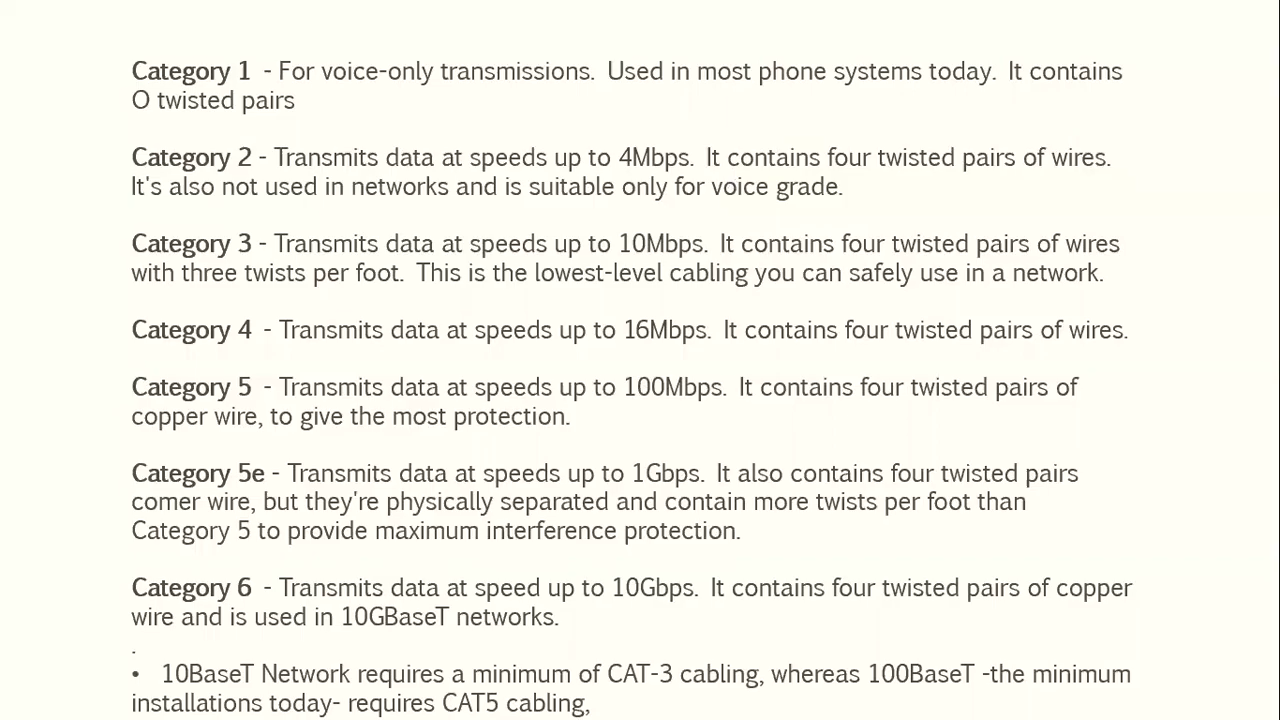 Category 1 - For voice-only transmissions. Used in most phone systems today. It contains
O twisted pairs
Category 2 - Transmits data at speeds up to 4Mbps. It contains four twisted pairs of wires.
It's also not used in networks and is suitable only for voice grade.
Category 3 - Transmits data at speeds up to 10Mbps. It contains four twisted pairs of wires
with three twists per foot. This is the lowest-level cabling you can safely use in a network.
Category 4 - Transmits data at speeds up to 16Mbps. It contains four twisted pairs of wires.
Category 5 - Transmits data at speeds up to 100Mbps. It contains four twisted pairs of
copper wire, to give the most protection.
Category 5e - Transmits data at speeds up to 1Gbps. It also contains four twisted pairs
comer wire, but they're physically separated and contain more twists per foot than
Category 5 to provide maximum interference protection.
Category 6 - Transmits data at speed up to 10Gbps. It contains four twisted pairs of copper
wire and is used in 10GBaseT networks.
.
• 10BaseT Network requires a minimum of CAT-3 cabling, whereas 100BaseT -the minimum
installations today- requires CAT5 cabling,